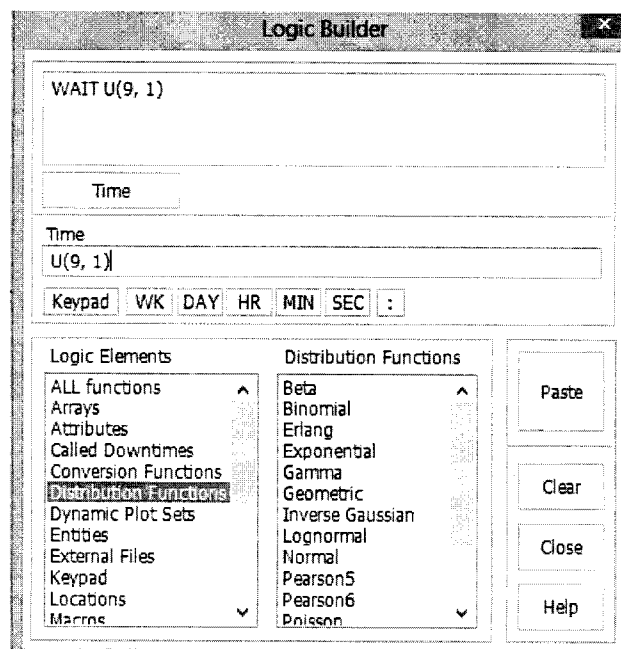 Logic Builder
WAIT U(9, 1)
Time
Time
U(9, 1)
Keypad WK DAY HR MIN SEC :
Logic Elements
ALL functions
Arrays
Attributes
Called Downtimes
Conversion Functions
Distribution Functions
Dynamic Plot Sets
Entities
External Files
Keypad
Locations
Macros
Distribution Functions
Beta
Binomial
Erlang
Exponential
Gamma
Geometric
Inverse Gaussian
Lognormal
Normal
Pearson5
Pearson6
Poisson
Paste
Clear
Close
Help